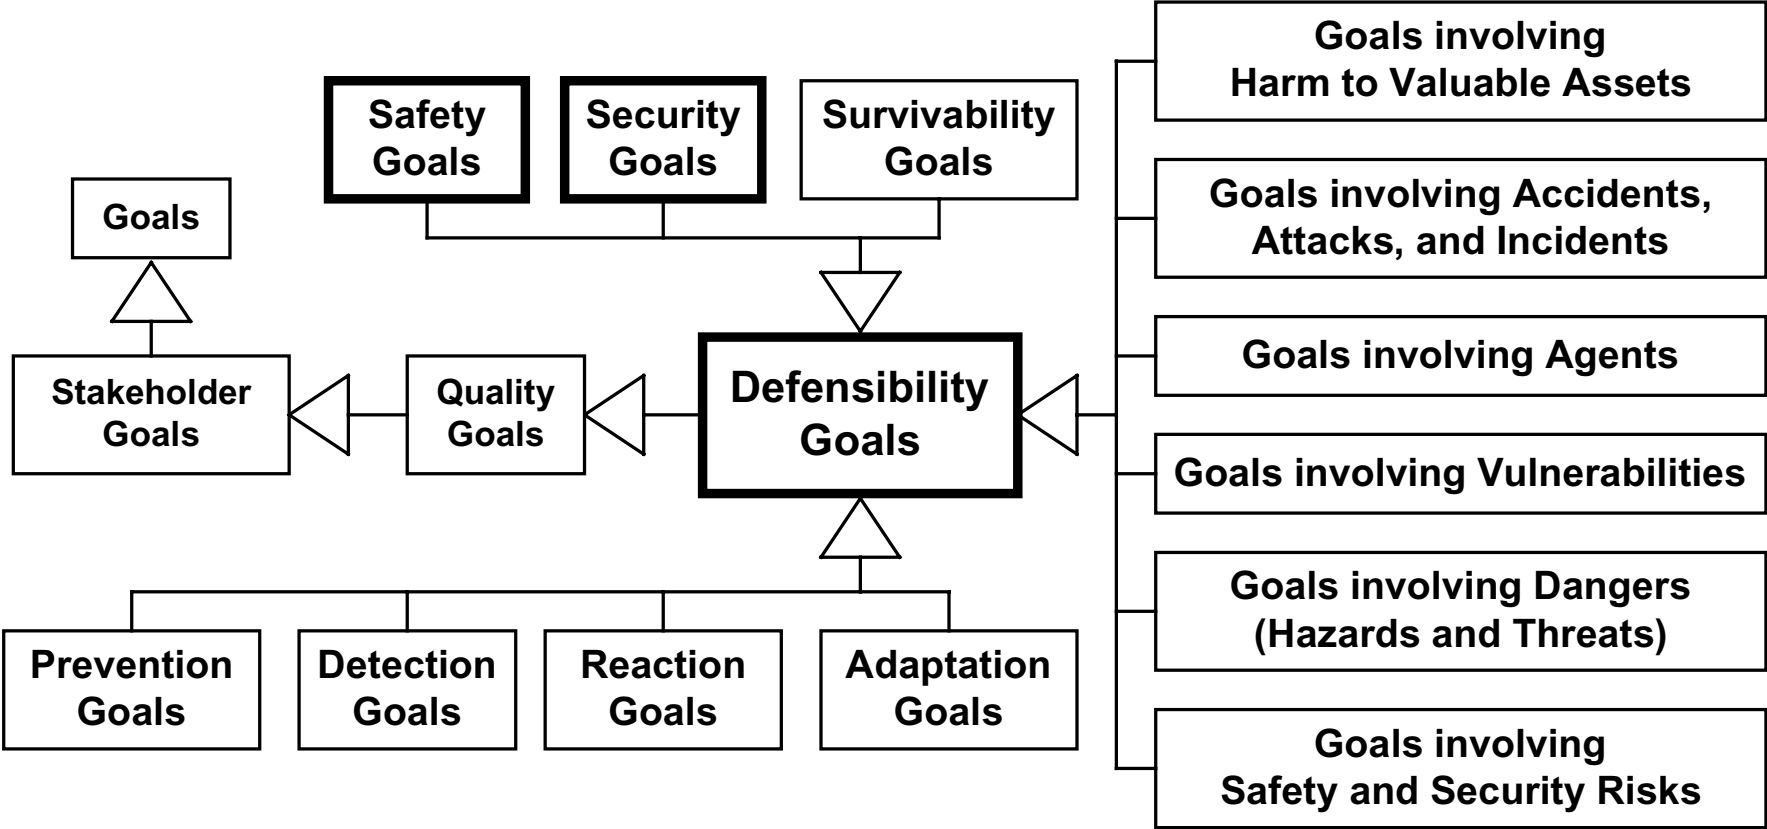 Goals involving
Harm to Valuable Assets
Safety
Goals
Security
Goals
Survivability
Goals
Goals involving Accidents,
Attacks, and Incidents
Goals
Goals involving Agents
Stakeholder
Goals
Quality
Goals
Defensibility
Goals
Goals involving Vulnerabilities
Goals involving Dangers
(Hazards and Threats)
Prevention
Goals
Detection
Goals
Reaction
Goals
Adaptation
Goals
Goals involving
Safety and Security Risks